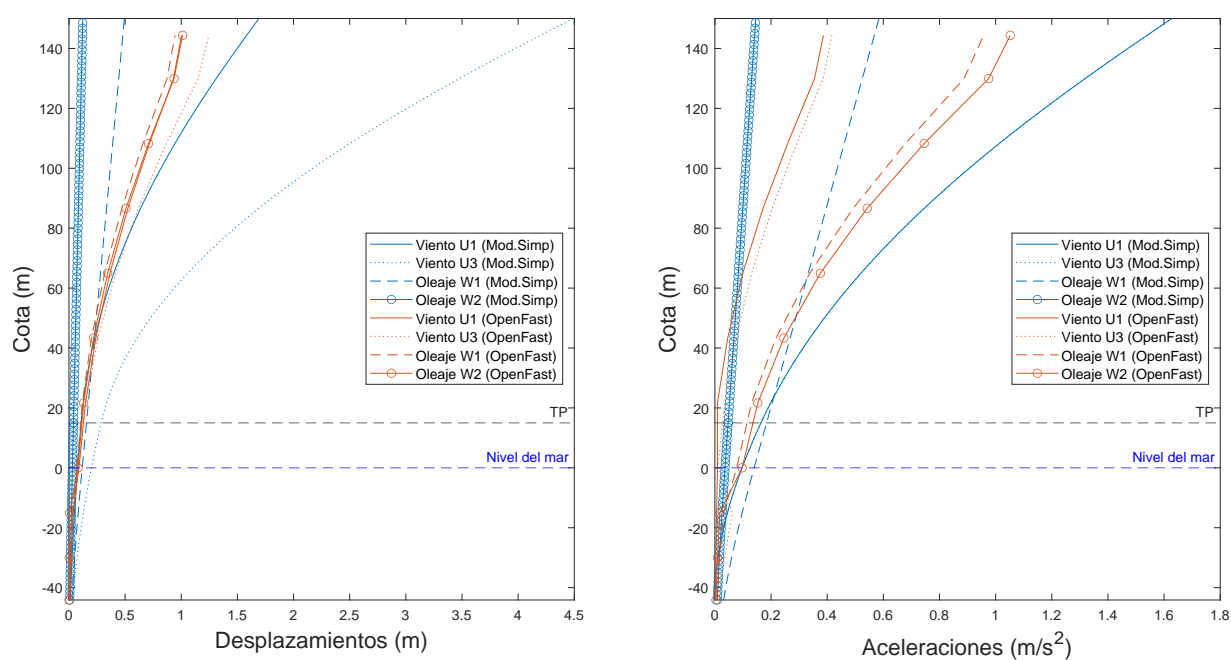 140
120
100
80
60
40
20
0
-20
-40
Cota (m)
0
0.5
1
1.5
2
2.5
3
3.5
4
4.5
Desplazamientos (m)
Viento U1 (Mod.Simp)
Viento U3 (Mod.Simp)
Oleaje W1 (Mod.Simp)
Oleaje W2 (Mod.Simp)
Viento U1 (OpenFast)
Viento U3 (OpenFast)
Oleaje W1 (OpenFast)
Oleaje W2 (OpenFast)
TP
Nivel del mar
140
120
100
80
60
40
20
0
-20
-40
Cota (m)
0
0.2
0.4
0.6
0.8
1
1.2
1.4
1.6
1.8
Aceleraciones (m/s²)
Viento U1 (Mod.Simp)
Viento U3 (Mod.Simp)
Oleaje W1 (Mod.Simp)
Oleaje W2 (Mod.Simp)
Viento U1 (OpenFast)
Viento U3 (OpenFast)
Oleaje W1 (OpenFast)
Oleaje W2 (OpenFast)
TP
Nivel del mar